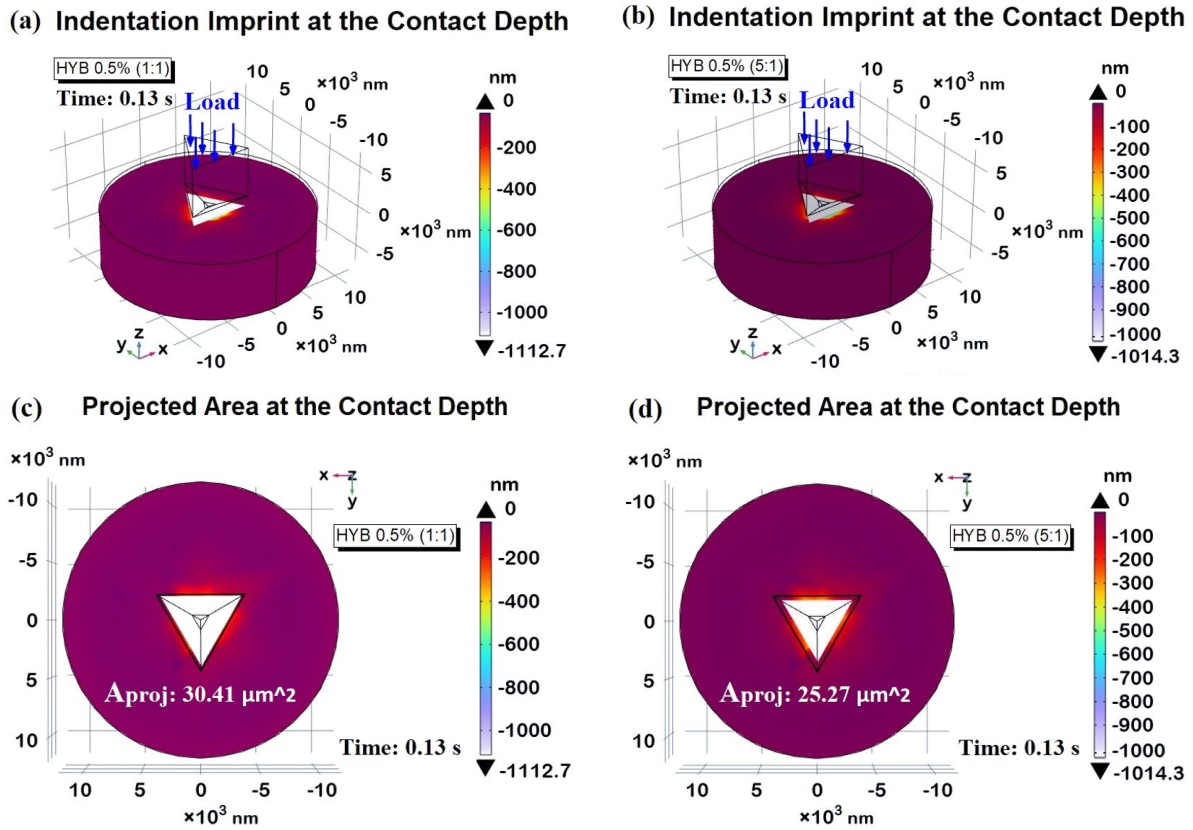 (a) Indentation Imprint at the Contact Depth
HYB 0.5% (1:1)
Time: 0.13 s
Load
10
5
0
-5
-10
×10³ nm
5
0
-5
×10³ nm
10
5
0
-5
-10
×10³ nm
y z x
nm
0
-200
-400
-600
-800
-1000
-1112.7
(b) Indentation Imprint at the Contact Depth
HYB 0.5% (5:1)
Time: 0.13 s
Load
10
5
0
-5
-10
×10³ nm
5
0
-5
×10³ nm
10
5
0
-5
-10
×10³ nm
y z x
nm
0
-100
-200
-300
-400
-500
-600
-700
-800
-900
-1000
-1014.3
(c) Projected Area at the Contact Depth
×10³ nm
-10
-5
0
5
10
x z
y
HYB 0.5% (1:1)
Aproj: 30.41 µm^2
Time: 0.13 s
10 5 0 -5 -10
×10³ nm
nm
0
-200
-400
-600
-800
-1000
-1112.7
(d) Projected Area at the Contact Depth
×10³ nm
-10
-5
0
5
10
x z
y
HYB 0.5% (5:1)
Aproj: 25.27 µm^2
Time: 0.13 s
10 5 0 -5 -10
×10³ nm
nm
0
-100
-200
-300
-400
-500
-600
-700
-800
-900
-1000
-1014.3